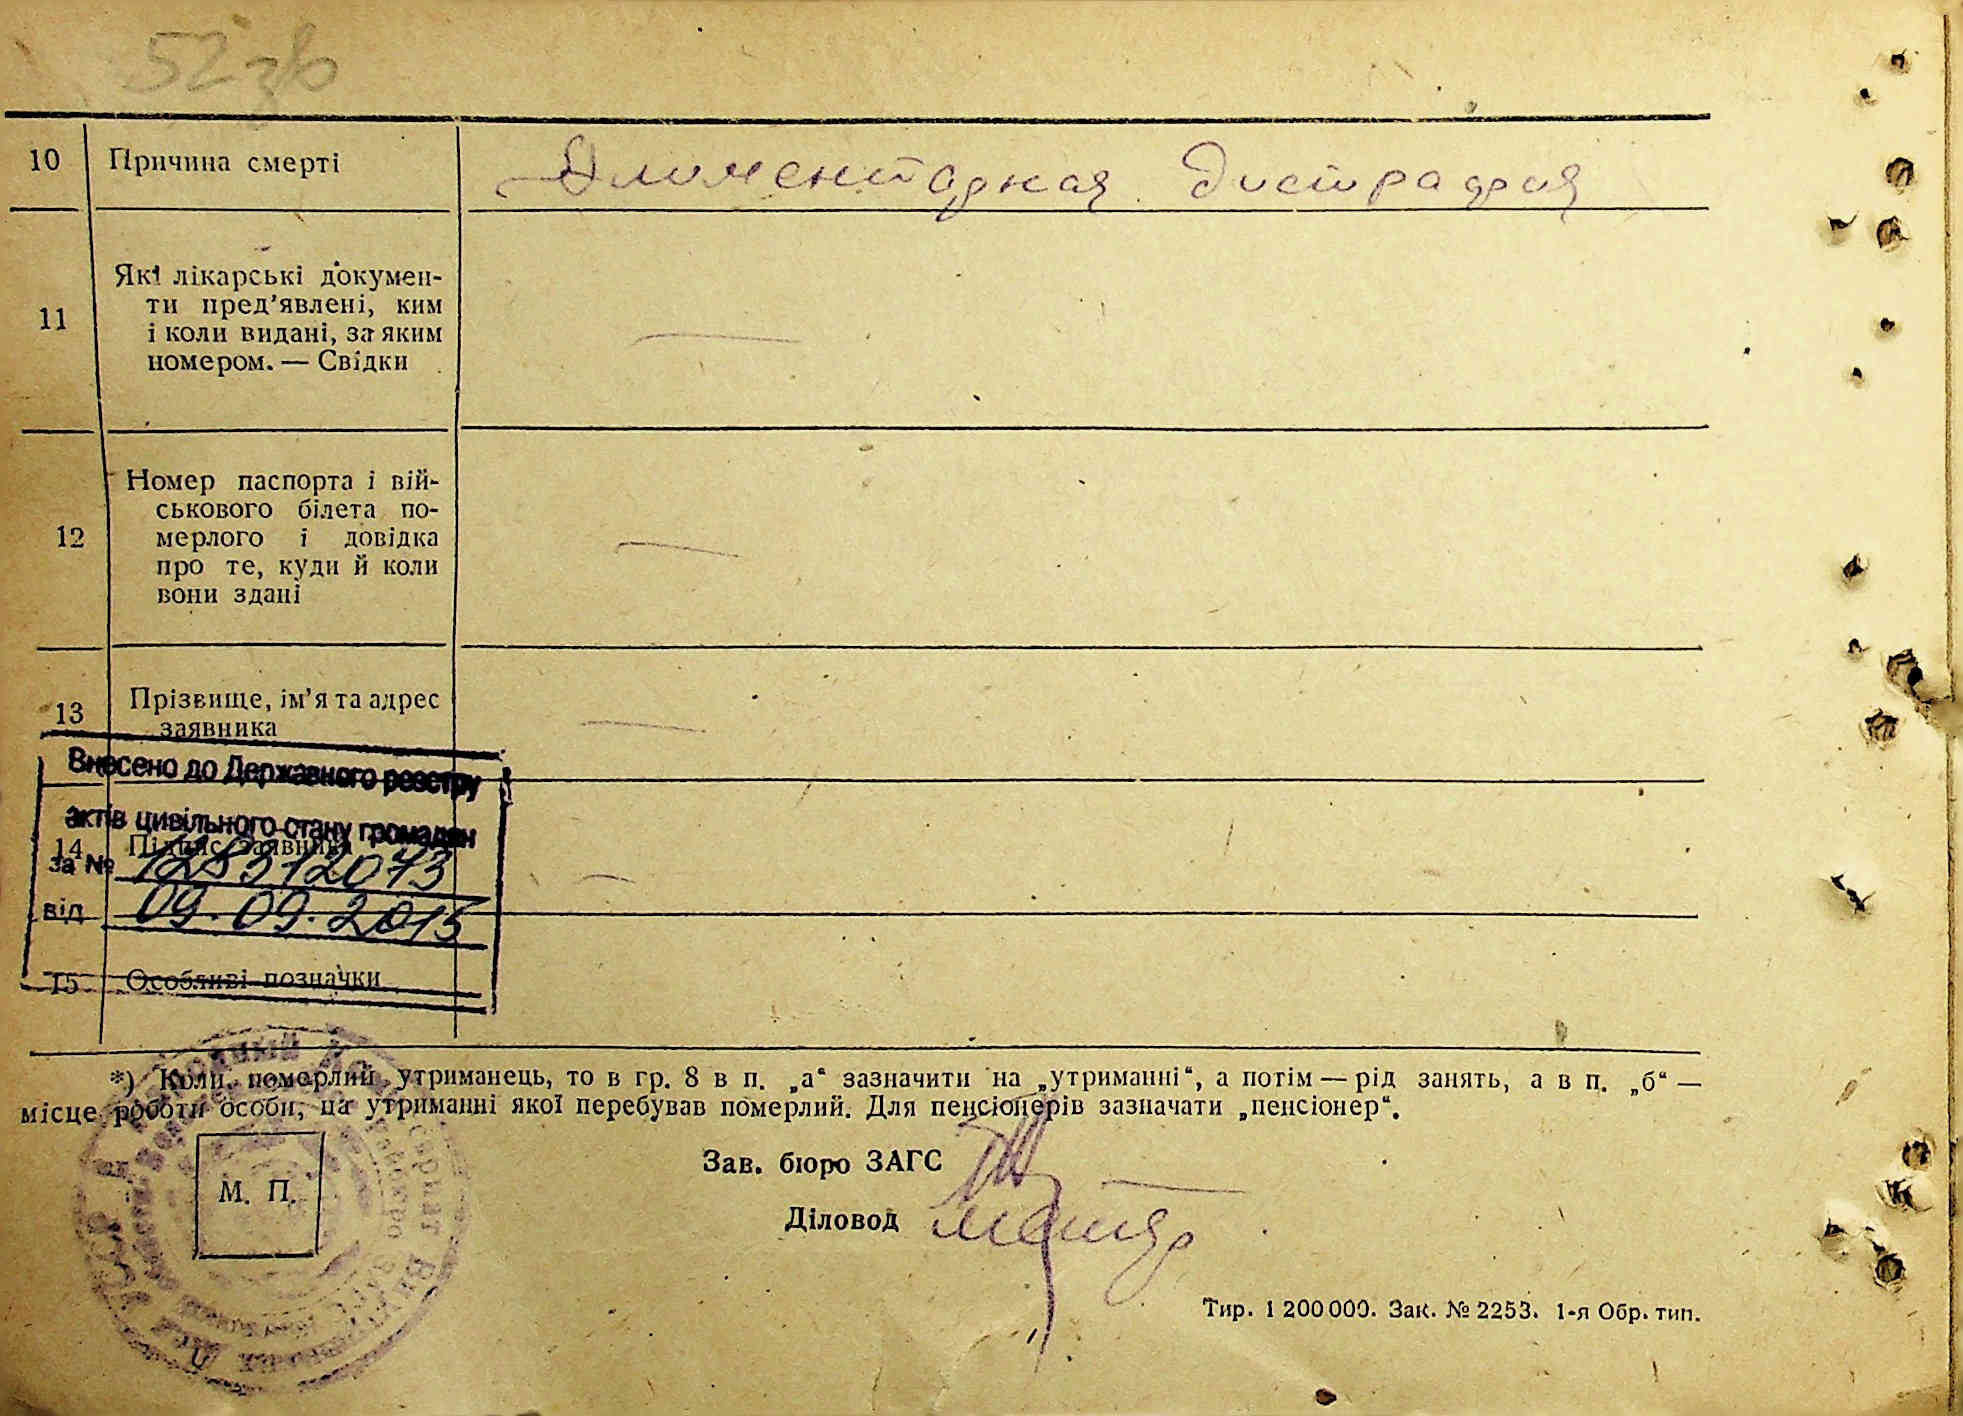 52зв
10 Причина смерті Алиментарная дистрафия
11 Які лікарські докумен-
ти пред’явлені, ким
і коли видані, за яким
номером. — Свідки —
12 Номер паспорта і вій-
ськового білета по-
мерлого і довідка
про те, куди й коли
вони здані —
13 Прізвище, ім’я та адрес
заявника —
Внесено до Державного реєстру
актів цивільного стану громадян
14 Підпис заявника —
за № 128312073
від 09.09.2015
15 Особливі позначки
*) Коли померлий утриманець, то в гр. 8 в п. „а“ зазначити на „утриманні“, а потім — рід занять, а в п. „б“ —
місце роботи особи, на утриманні якої перебував померлий. Для пенсіонерів зазначати „пенсіонер“.
Зав. бюро ЗАГС
М. П.
Діловод
Тир. 1 200 000. Зак. № 2253. 1-я Обр. тип.